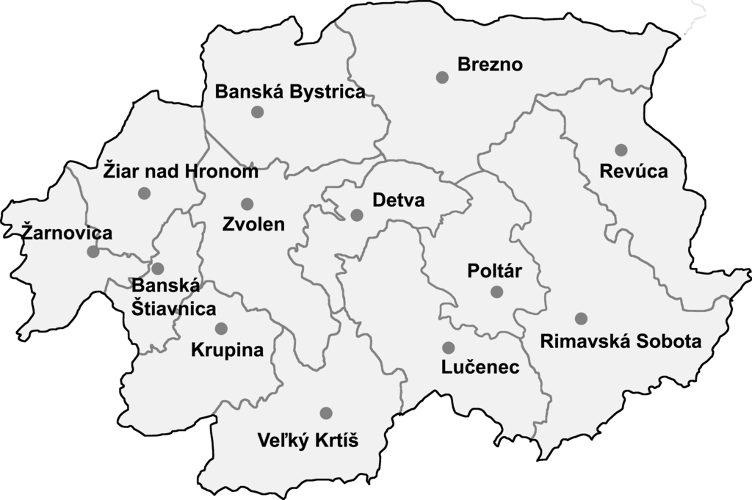 Brezno
Banská Bystrica
Revúca
Žiar nad Hronom
Detva
Zvolen
Žarnovica
Poltár
Banská
Štiavnica
Rimavská Sobota
Krupina
Lučenec
Veľký Krtíš